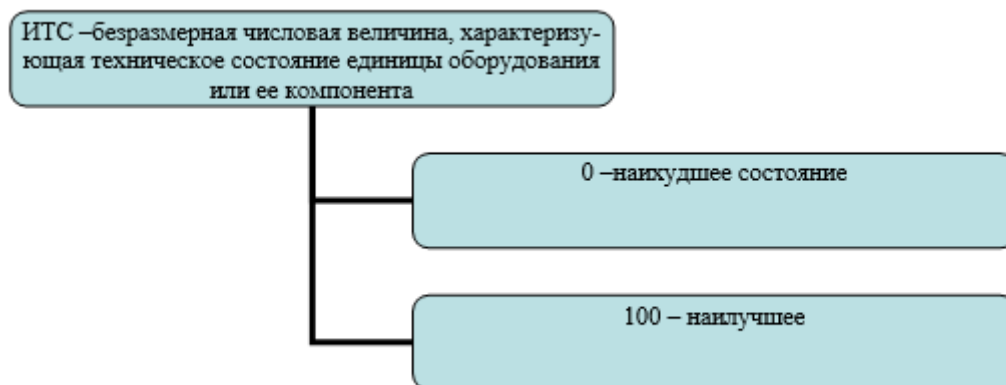 ИТС –безразмерная числовая величина, характеризу-
ющая техническое состояние единицы оборудования
или ее компонента
0 –наихудшее состояние
100 – наилучшее